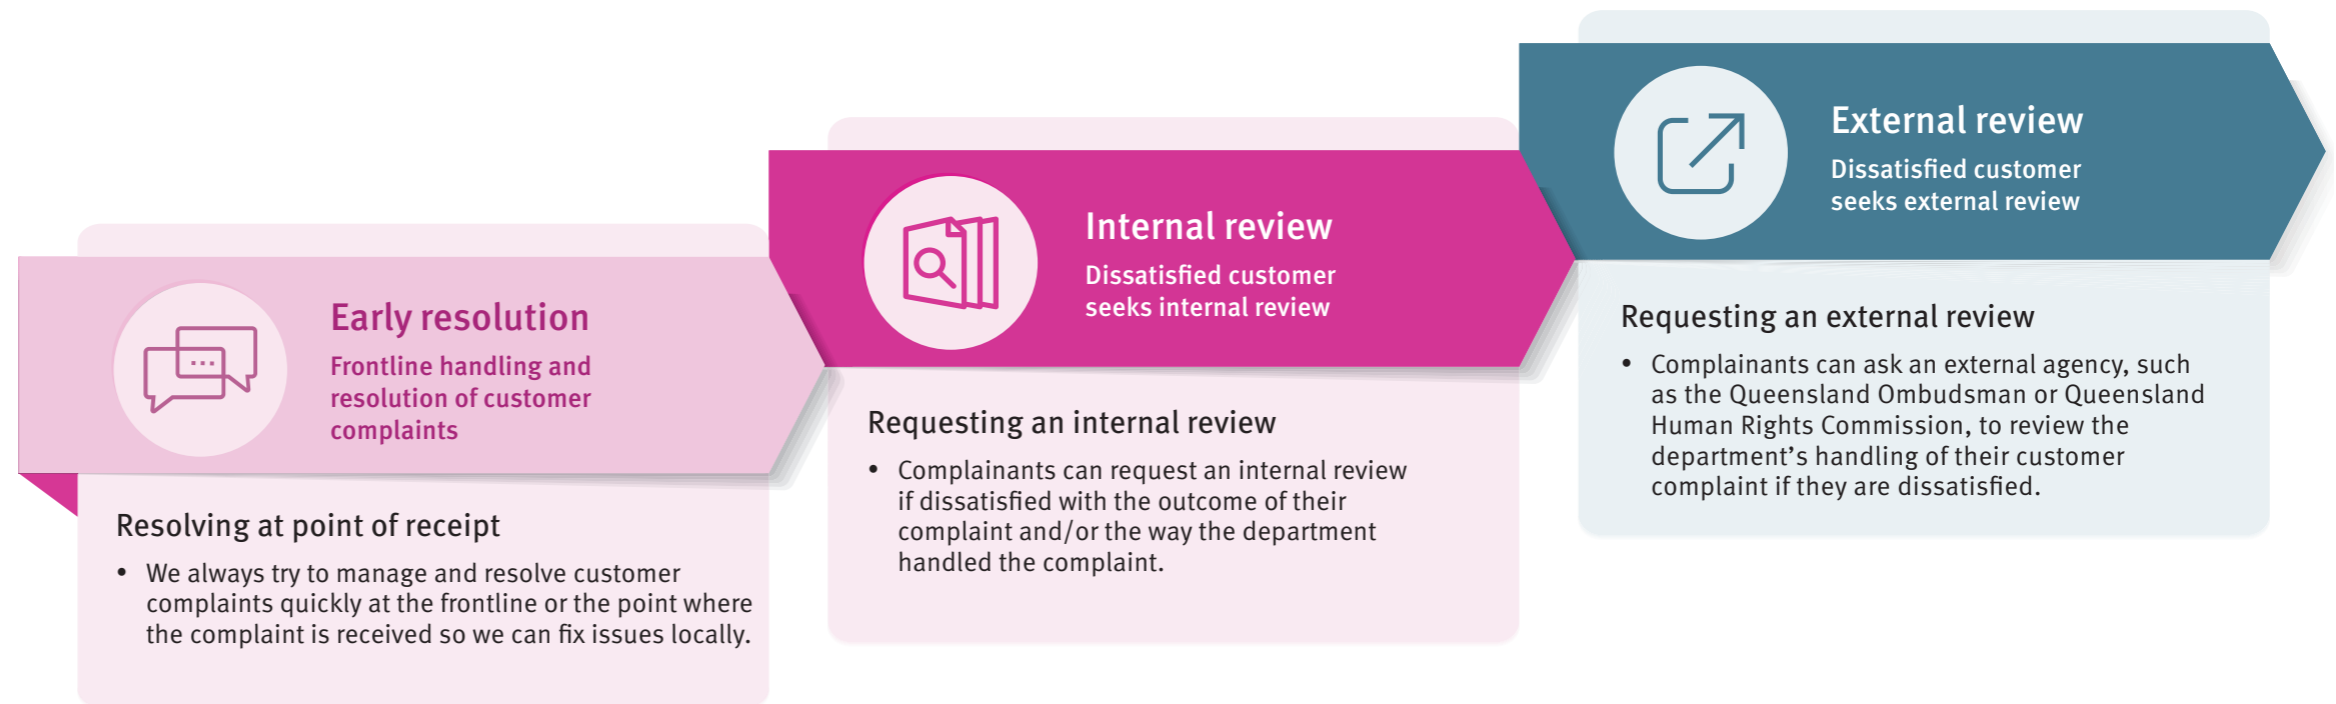 Early resolution
Frontline handling and
resolution of customer
complaints
Resolving at point of receipt
• We always try to manage and resolve customer
complaints quickly at the frontline or the point where
the complaint is received so we can fix issues locally.
Internal review
Dissatisfied customer
seeks internal review
Requesting an internal review
• Complainants can request an internal review
if dissatisfied with the outcome of their
complaint and/or the way the department
handled the complaint.
External review
Dissatisfied customer
seeks external review
Requesting an external review
• Complainants can ask an external agency, such
as the Queensland Ombudsman or Queensland
Human Rights Commission, to review the
department’s handling of their customer
complaint if they are dissatisfied.